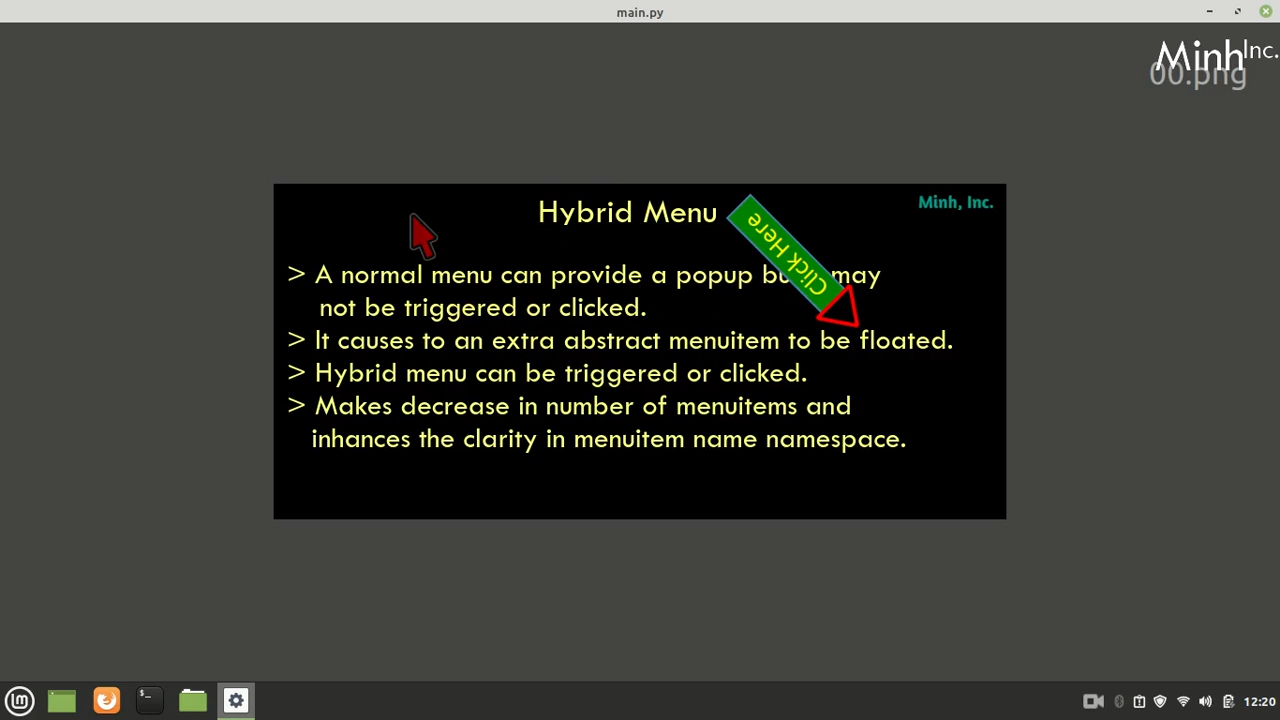 main.py
Minh Inc.
00.png
Hybrid Menu
Minh, Inc.
Click Here
> A normal menu can provide a popup but may
not be triggered or clicked.
> It causes to an extra abstract menuitem to be floated.
> Hybrid menu can be triggered or clicked.
> Makes decrease in number of menuitems and
inhances the clarity in menuitem name namespace.
12:20